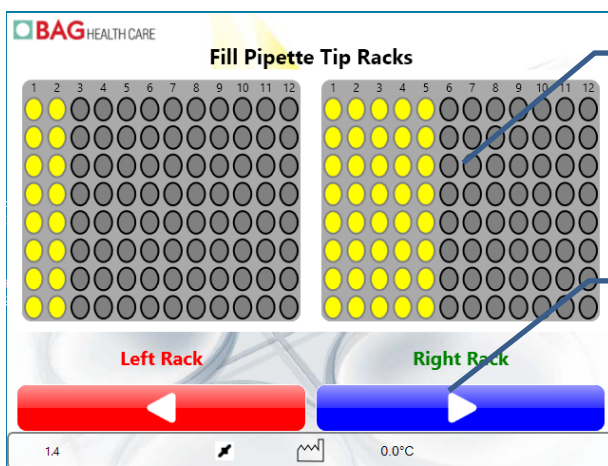 BAG HEALTH CARE
Fill Pipette Tip Racks
1 2 3 4 5 6 7 8 9 10 11 12 1 2 3 4 5 6 7 8 9 10 11 12
Left Rack Right Rack
1.4 0.0°C